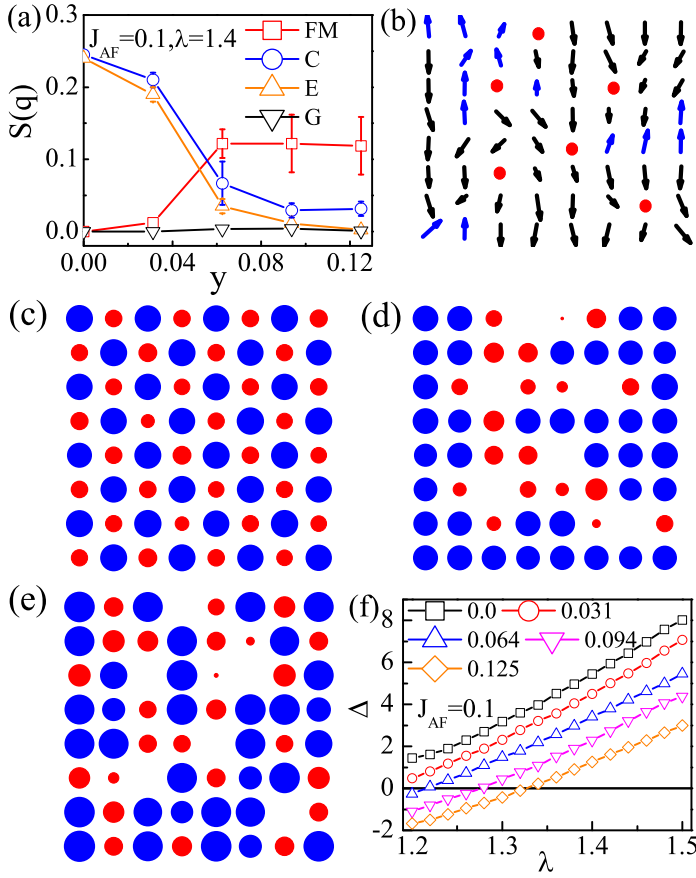 (a)
J_AF=0.1,λ=1.4
FM
C
E
G
S(q)
0.3
0.2
0.1
0.0
0.00 0.04 0.08 0.12
y
(b)
(c)
(d)
(e)
(f)
0.0 0.031
0.064 0.094
0.125
J_AF=0.1
Δ
8
6
4
2
0
-2
1.2 1.3 1.4 1.5
λ